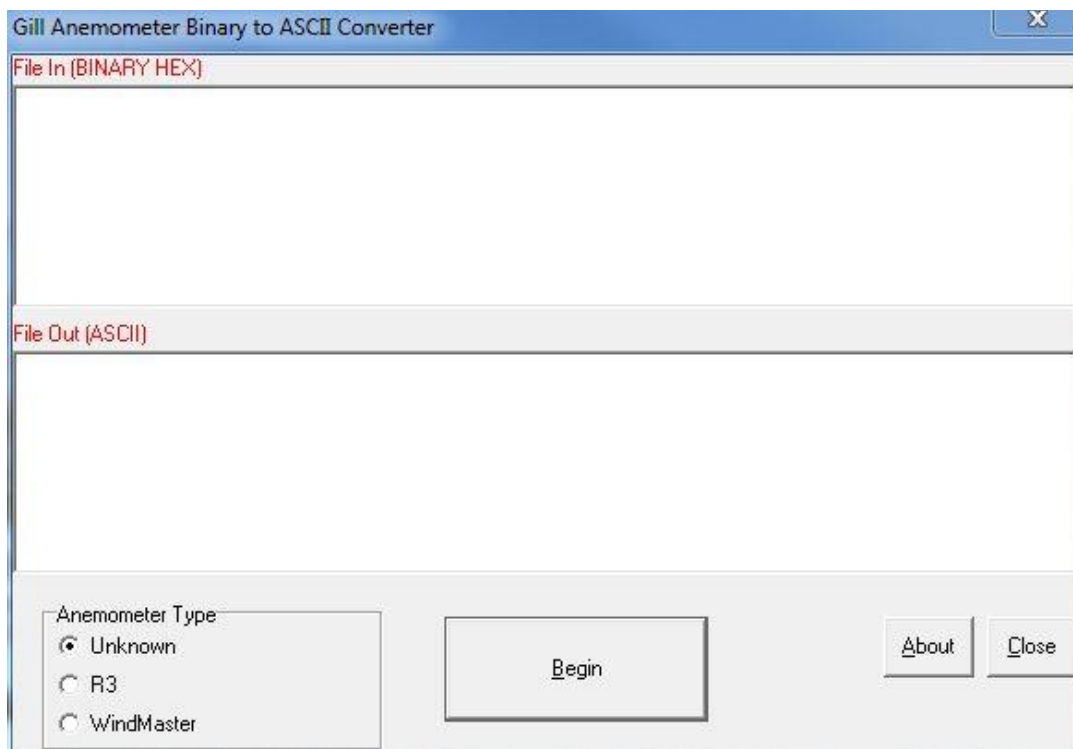 Gill Anemometer Binary to ASCII Converter
File In (BINARY HEX)
File Out (ASCII)
Anemometer Type
Unknown
R3
WindMaster
Begin
About
Close